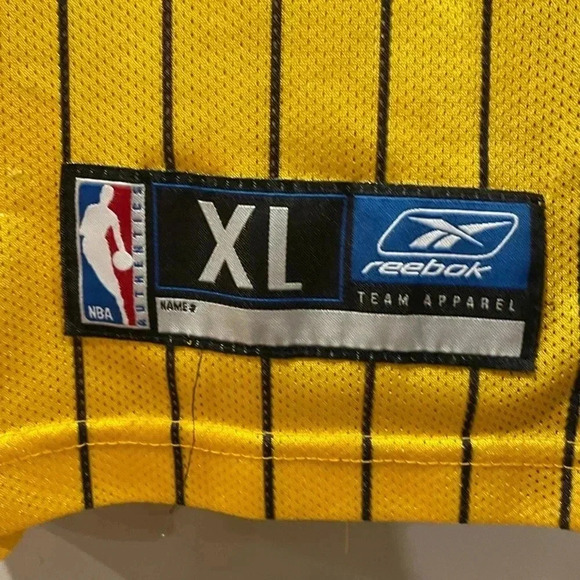 NBA
AUTHENTICS
XL
reebok
TEAM APPAREL
NAME#